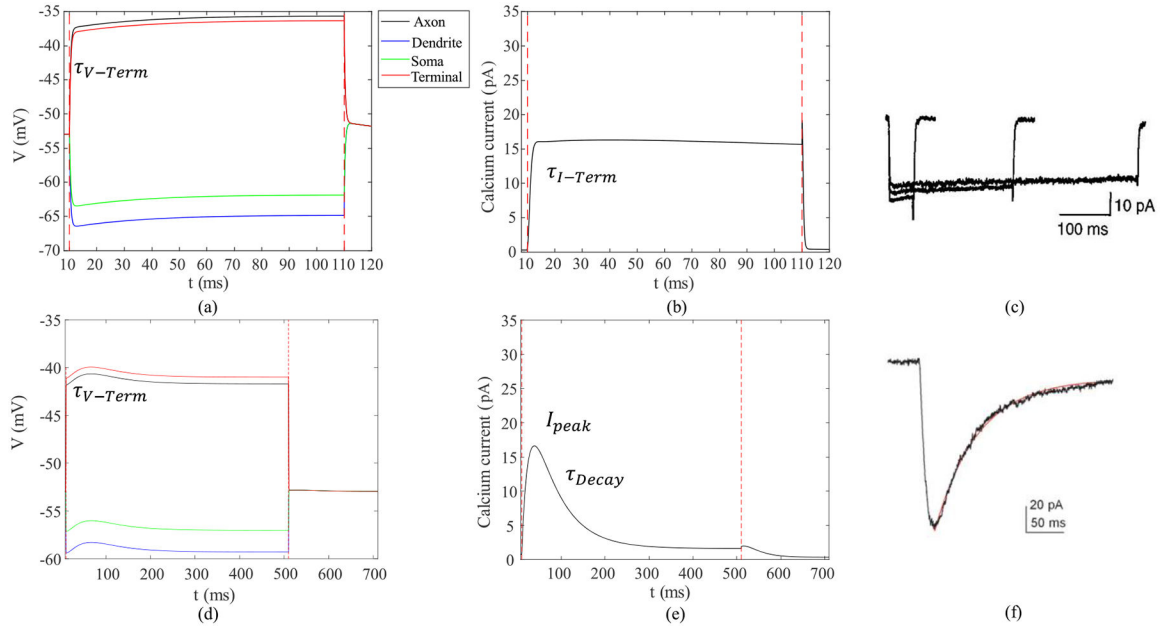 -35
-40
-45
-50
-55
-60
-65
-70
V (mV)
τV-Term
10 20 30 40 50 60 70 80 90 100 110 120
t (ms)
(a)
Axon
Dendrite
Soma
Terminal
35
30
25
20
15
10
5
0
Calcium current (pA)
τI-Term
10 20 30 40 50 60 70 80 90 100 110 120
t (ms)
(b)
10 pA
100 ms
(c)
-35
-40
-45
-50
-55
-60
V (mV)
τV-Term
100 200 300 400 500 600 700
t (ms)
(d)
35
30
25
20
15
10
5
0
Calcium current (pA)
Ipeak
τDecay
100 200 300 400 500 600 700
t (ms)
(e)
20 pA
50 ms
(f)